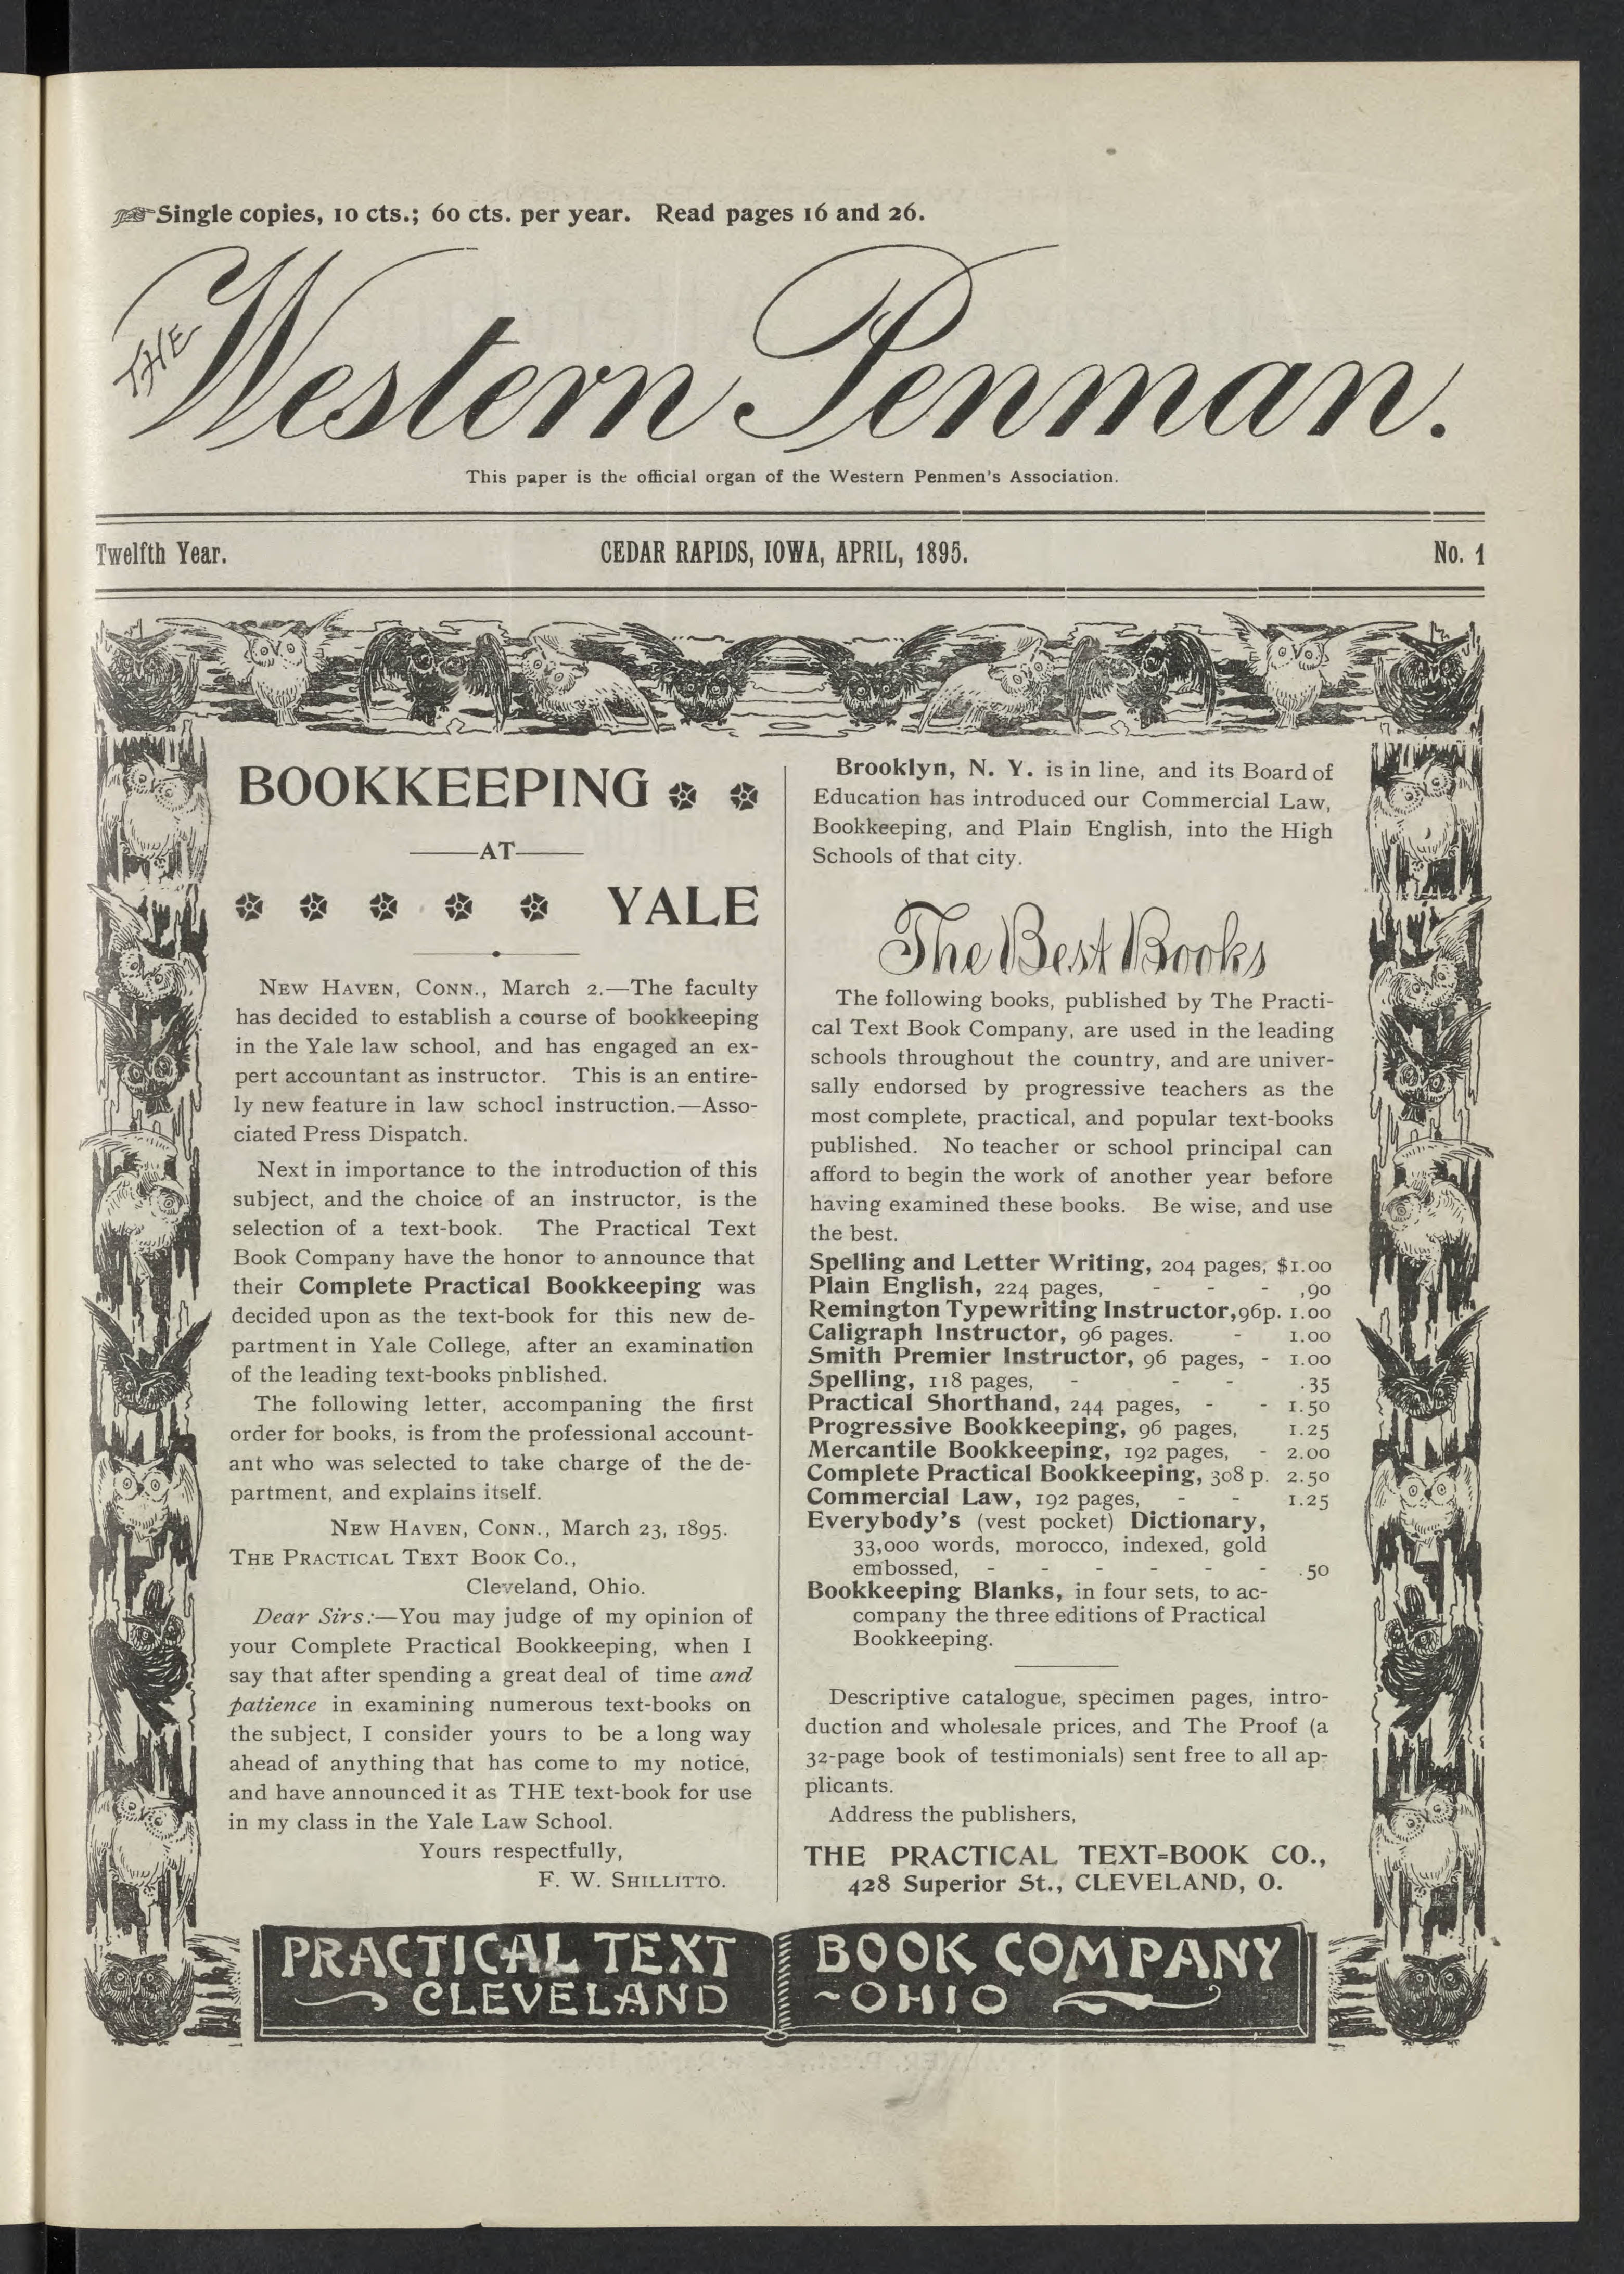 Single copies, 10 cts.; 60 cts. per year. Read pages 16 and 26.
THE Western Penman.
This paper is the official organ of the Western Penmen's Association.
Twelfth Year. CEDAR RAPIDS, IOWA, APRIL, 1895. No. 1
BOOKKEEPING
AT
YALE
NEW HAVEN, CONN., March 2.—The faculty
has decided to establish a course of bookkeeping
in the Yale law school, and has engaged an ex-
pert accountant as instructor. This is an entire-
ly new feature in law schocl instruction.—Asso-
ciated Press Dispatch.
Next in importance to the introduction of this
subject, and the choice of an instructor, is the
selection of a text-book. The Practical Text
Book Company have the honor to announce that
their Complete Practical Bookkeeping was
decided upon as the text-book for this new de-
partment in Yale College, after an examination
of the leading text-books pnblished.
The following letter, accompaning the first
order for books, is from the professional account-
ant who was selected to take charge of the de-
partment, and explains itself.
NEW HAVEN, CONN., March 23, 1895.
THE PRACTICAL TEXT BOOK CO.,
Cleveland, Ohio.
Dear Sirs:—You may judge of my opinion of
your Complete Practical Bookkeeping, when I
say that after spending a great deal of time and
patience in examining numerous text-books on
the subject, I consider yours to be a long way
ahead of anything that has come to my notice,
and have announced it as THE text-book for use
in my class in the Yale Law School.
Yours respectfully,
F. W. SHILLITTO.
Brooklyn, N. Y. is in line, and its Board of
Education has introduced our Commercial Law,
Bookkeeping, and Plain English, into the High
Schools of that city.
The Best Books
The following books, published by The Practi-
cal Text Book Company, are used in the leading
schools throughout the country, and are univer-
sally endorsed by progressive teachers as the
most complete, practical, and popular text-books
published. No teacher or school principal can
afford to begin the work of another year before
having examined these books. Be wise, and use
the best.
Spelling and Letter Writing, 204 pages, $1.00
Plain English, 224 pages, - - - ,90
Remington Typewriting Instructor, 96p. 1.00
Caligraph Instructor, 96 pages. - 1.00
Smith Premier Instructor, 96 pages, - 1.00
Spelling, 118 pages, - - - .35
Practical Shorthand, 244 pages, - - 1.50
Progressive Bookkeeping, 96 pages, 1.25
Mercantile Bookkeeping, 192 pages, - 2.00
Complete Practical Bookkeeping, 308 p. 2.50
Commercial Law, 192 pages, - - 1.25
Everybody's (vest pocket) Dictionary,
33,000 words, morocco, indexed, gold
embossed, - - - - - - .50
Bookkeeping Blanks, in four sets, to ac-
company the three editions of Practical
Bookkeeping.
Descriptive catalogue, specimen pages, intro-
duction and wholesale prices, and The Proof (a
32-page book of testimonials) sent free to all ap-
plicants.
Address the publishers,
THE PRACTICAL TEXT=BOOK CO.,
428 Superior St., CLEVELAND, O.
PRACTICAL TEXT BOOK COMPANY
CLEVELAND ~OHIO